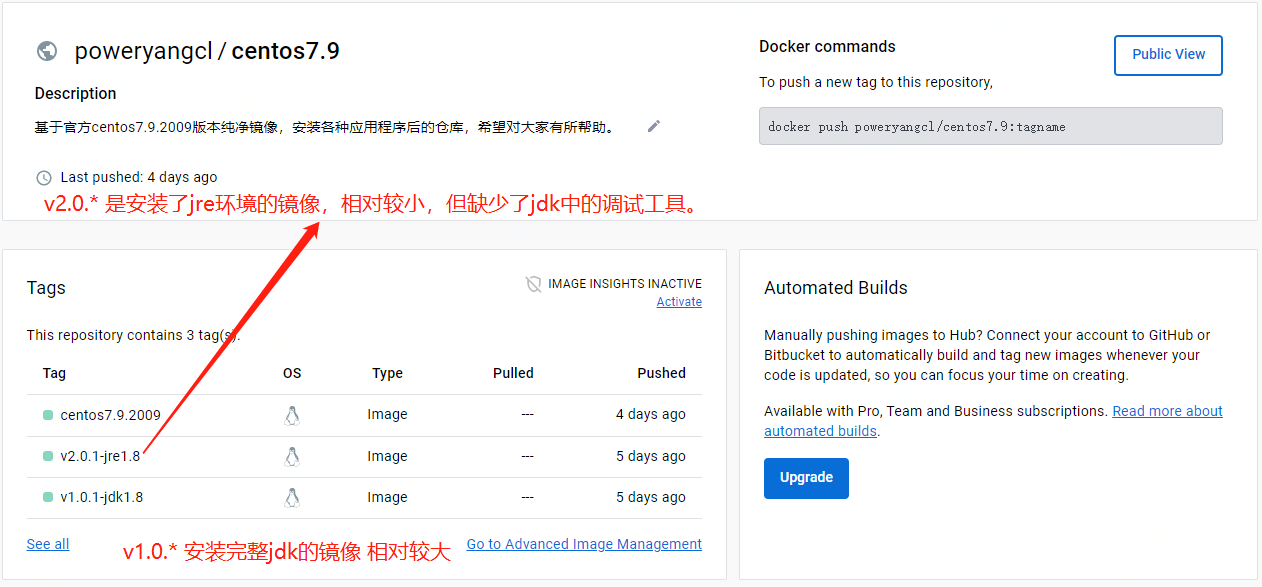 poweryangcl / centos7.9
Description
基于官方centos7.9.2009版本纯净镜像，安装各种应用程序后的仓库，希望对大家有所帮助。
Last pushed: 4 days ago
v2.0.* 是安装了jre环境的镜像，相对较小，但缺少了jdk中的调试工具。
Docker commands
Public View
To push a new tag to this repository,
docker push poweryangcl/centos7.9:tagname
Tags
IMAGE INSIGHTS INACTIVE
Activate
This repository contains 3 tag(s).
Tag OS Type Pulled Pushed
centos7.9.2009 Image --- 4 days ago
v2.0.1-jre1.8 Image --- 5 days ago
v1.0.1-jdk1.8 Image --- 5 days ago
See all
v1.0.* 安装完整jdk的镜像 相对较大
Go to Advanced Image Management
Automated Builds
Manually pushing images to Hub? Connect your account to GitHub or
Bitbucket to automatically build and tag new images whenever your
code is updated, so you can focus your time on creating.
Available with Pro, Team and Business subscriptions. Read more about
automated builds.
Upgrade